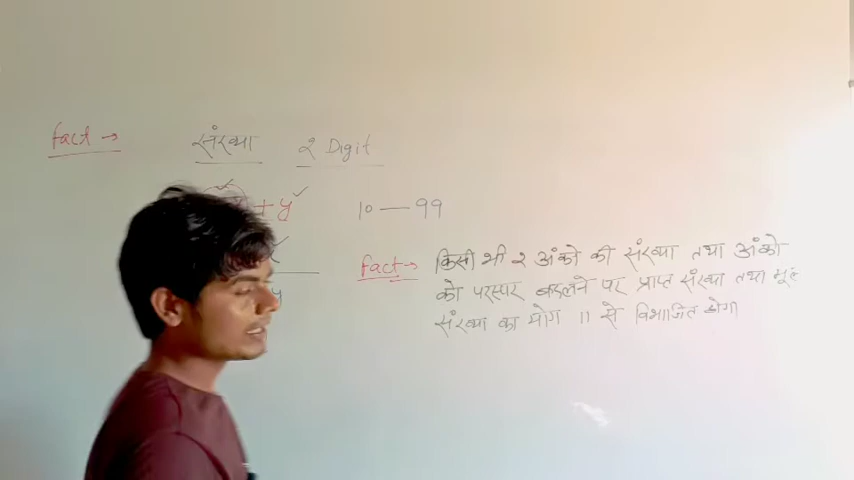 fact → संख्या 2 Digit
+ y 10 — 99
fact→ किसी भी 2 अंको की संख्या तथा अंको
को परस्पर बदलने पर प्राप्त संख्या तथा मूल
संख्या का योग 11 से विभाजित होगा
y